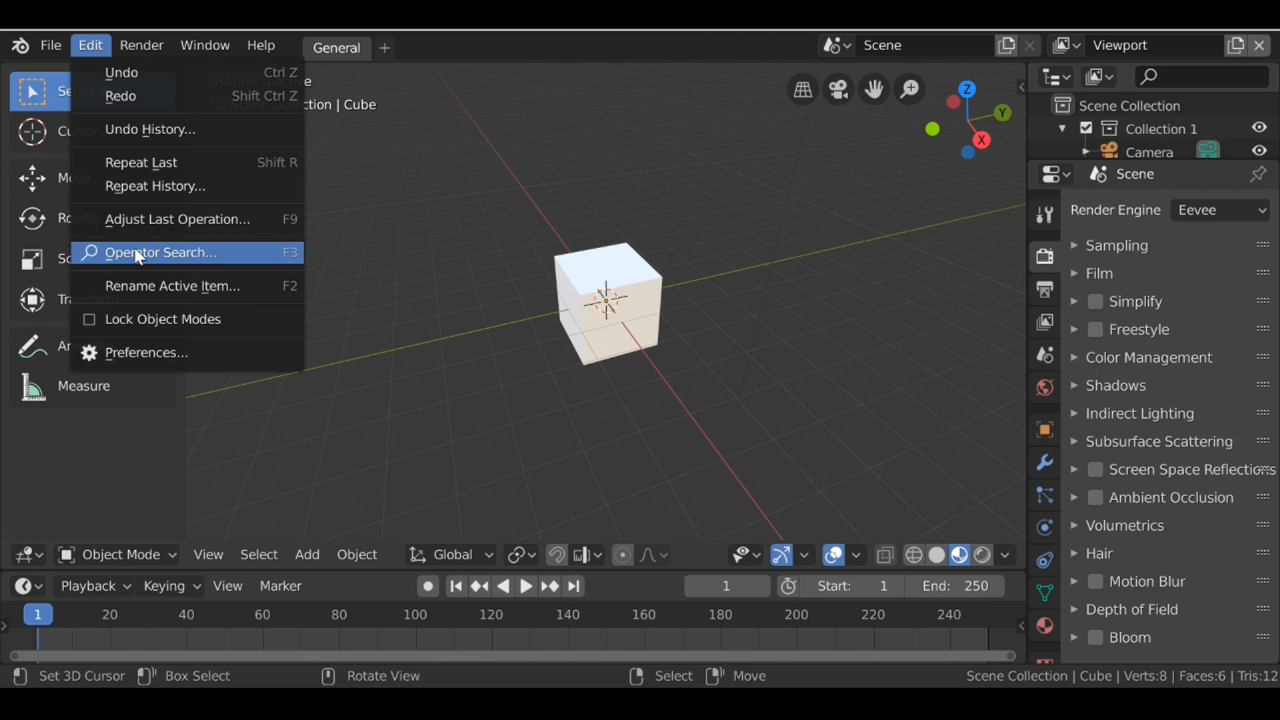 File Edit Render Window Help General + Scene Viewport
Undo Ctrl Z
Redo Shift Ctrl Z
ction | Cube
Undo History...
Repeat Last Shift R
Repeat History...
Adjust Last Operation... F9
Operator Search... F3
Rename Active Item... F2
Lock Object Modes
Preferences...
Measure
Z
Y
X
Scene Collection
Collection 1
Camera
Scene
Render Engine Eevee
Sampling
Film
Simplify
Freestyle
Color Management
Shadows
Indirect Lighting
Subsurface Scattering
Screen Space Reflections
Ambient Occlusion
Volumetrics
Hair
Motion Blur
Depth of Field
Bloom
Object Mode View Select Add Object Global
Playback Keying View Marker 1 Start: 1 End: 250
1 20 40 60 80 100 120 140 160 180 200 220 240
Set 3D Cursor Box Select Rotate View Select Move Scene Collection | Cube | Verts:8 | Faces:6 | Tris:12